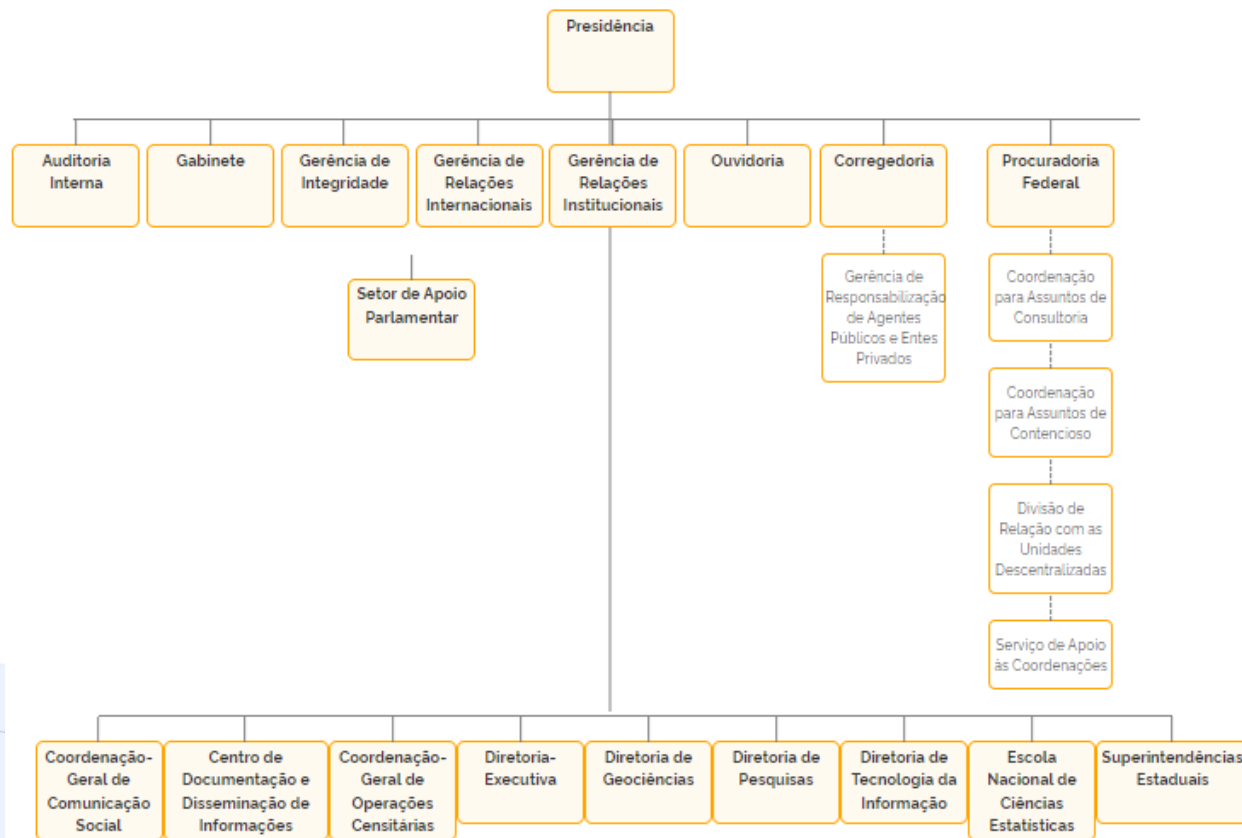 Presidência
Auditoria
Interna
Gabinete
Gerência de
Integridade
Gerência de
Relações
Internacionais
Gerência de
Relações
Institucionais
Ouvidoria
Corregedoria
Procuradoria
Federal
Setor de Apoio
Parlamentar
Gerência de
Responsabilização
de Agentes
Públicos e Entes
Privados
Coordenação
para Assuntos de
Consultoria
Coordenação
para Assuntos de
Contencioso
Divisão de
Relação com as
Unidades
Descentralizadas
Serviço de Apoio
às Coordenações
Coordenação-
Geral de
Comunicação
Social
Centro de
Documentação e
Disseminação de
Informações
Coordenação-
Geral de
Operações
Censitárias
Diretoria-
Executiva
Diretoria de
Geociências
Diretoria de
Pesquisas
Diretoria de
Tecnologia da
Informação
Escola
Nacional de
Ciências
Estatísticas
Superintendências
Estaduais